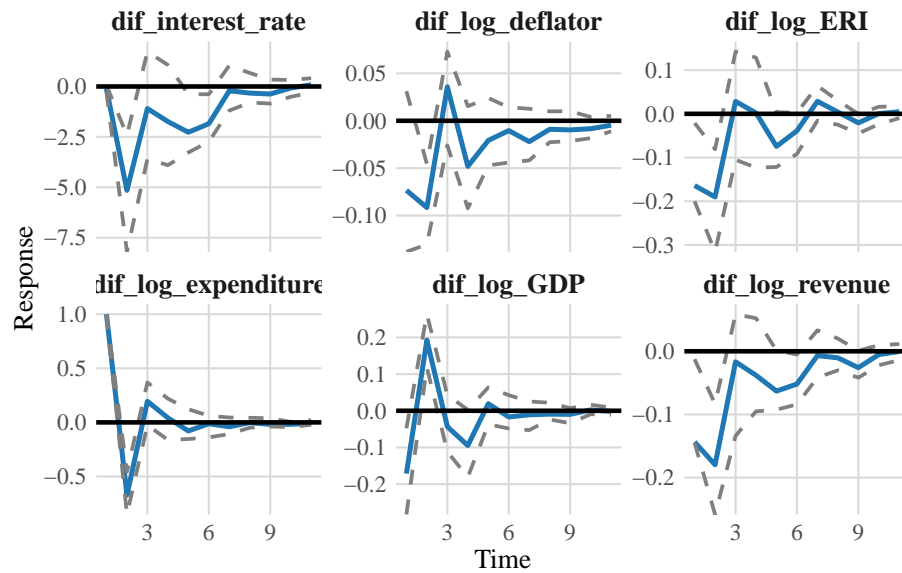 dif_interest_rate
dif_log_deflator
dif_log_ERI
0.0
−2.5
−5.0
−7.5
0.05
0.00
−0.05
−0.10
0.1
0.0
−0.1
−0.2
−0.3
Response
dif_log_expenditure
dif_log_GDP
dif_log_revenue
1.0
0.5
0.0
−0.5
0.2
0.1
0.0
−0.1
−0.2
0.0
−0.1
−0.2
3 6 9
3 6 9
3 6 9
Time